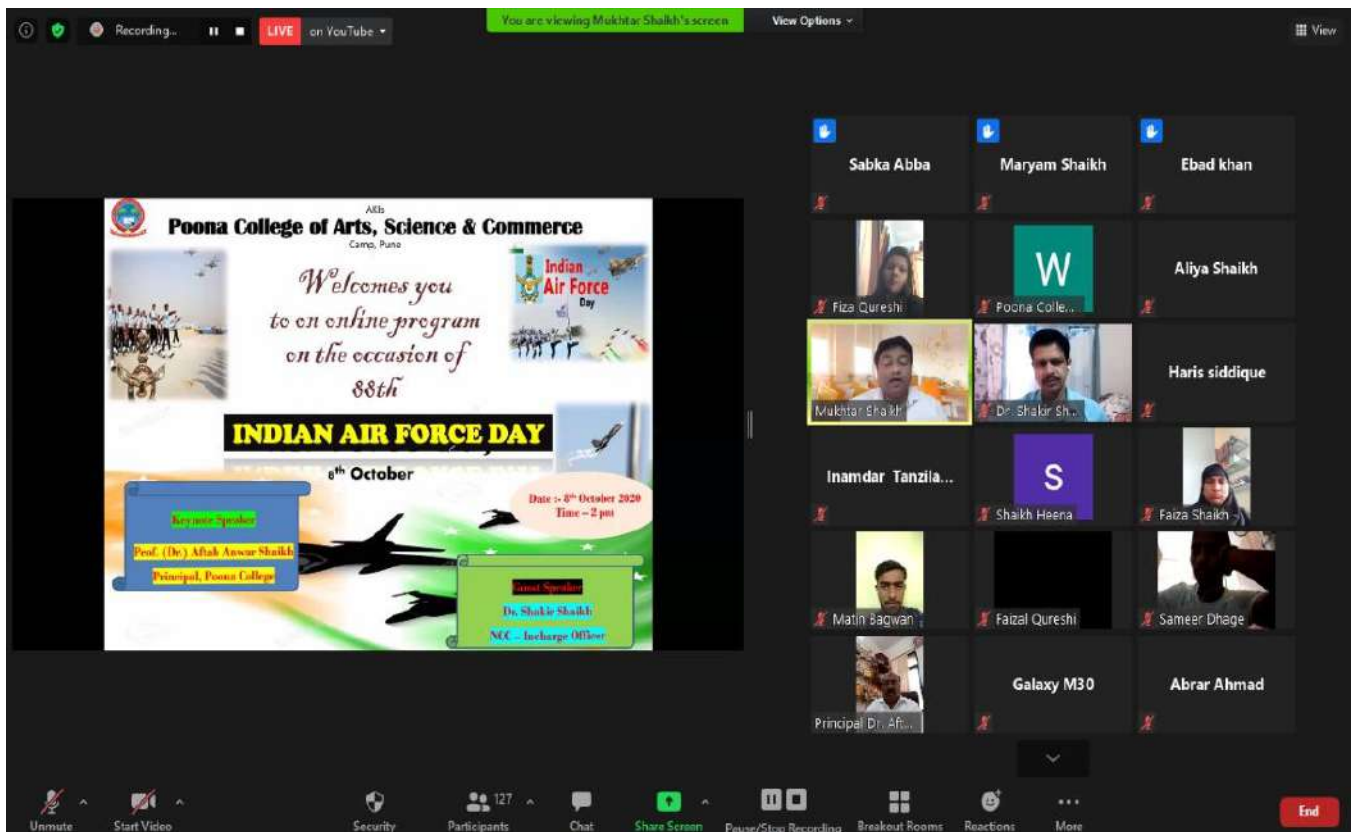 Recording...
LIVE on YouTube
You are viewing Mukhtar Shaikh's screen
View Options
View
AKIs
Poona College of Arts, Science & Commerce
Camp, Pune
Welcomes you
to on online program
on the occasion of
88th
INDIAN AIR FORCE DAY
8th October
Indian
Air Force
Day
Date :- 8th October 2020
Time – 2 pm
Keynote Speaker
Prof. (Dr.) Aftab Anwar Shaikh
Principal, Poona College
Guest Speaker
Dr. Shakir Shaikh
NCC – Incharge Officer
Sabka Abba
Maryam Shaikh
Ebad khan
Fiza Qureshi
W
Poona Colle...
Aliya Shaikh
Mukhtar Shaikh
Dr. Shakir Sh...
Haris siddique
Inamdar Tanzila...
S
Shaikh Heena
Faiza Shaikh -
Matin Bagwan
Faizal Qureshi
Sameer Dhage
Principal Dr. Aft...
Galaxy M30
Abrar Ahmad
Unmute
Start Video
Security
127
Participants
Chat
Share Screen
Pause/Stop Recording
Breakout Rooms
Reactions
More
End